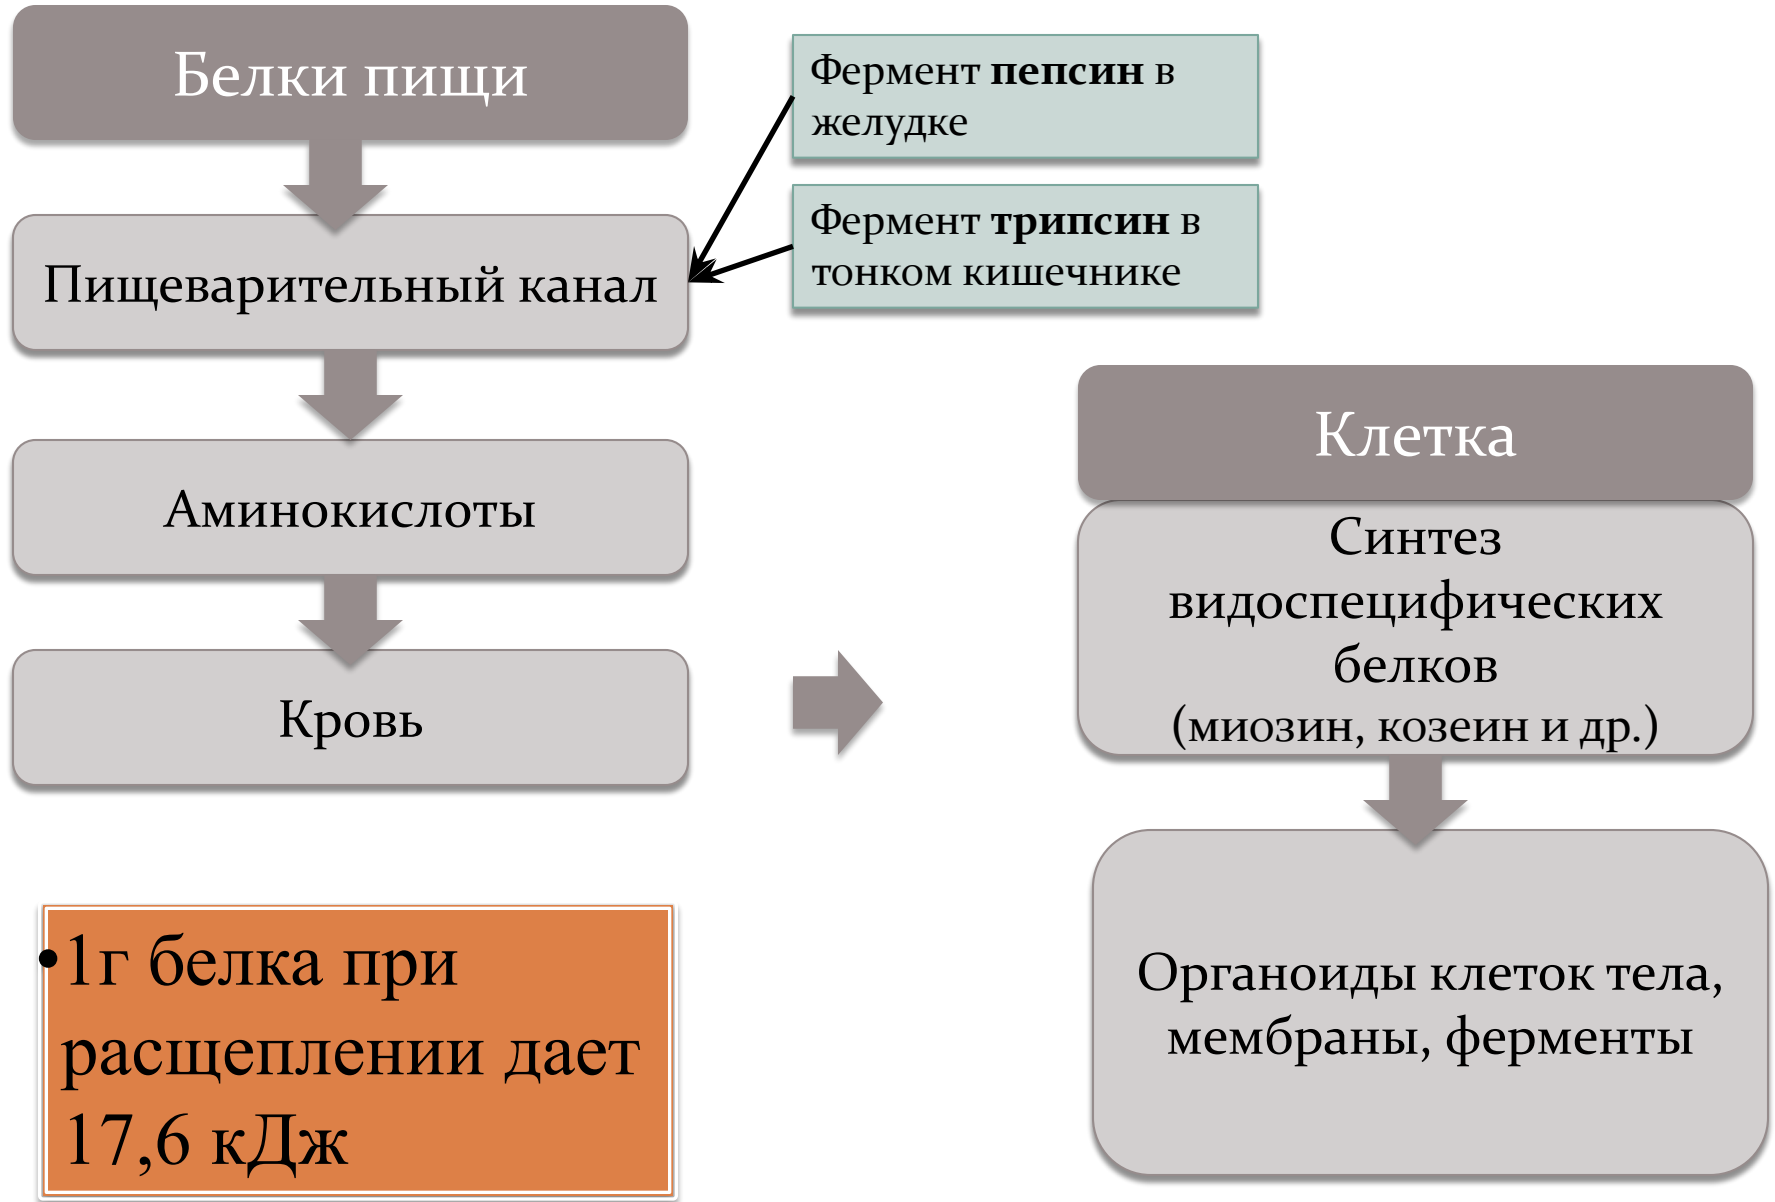 Белки пищи
Фермент пепсин в
желудке
Фермент трипсин в
тонком кишечнике
Пищеварительный канал
Аминокислоты
Кровь
Клетка
Синтез
видоспецифических
белков
(миозин, козеин и др.)
Органоиды клеток тела,
мембраны, ферменты
•1г белка при
расщеплении дает
17,6 кДж